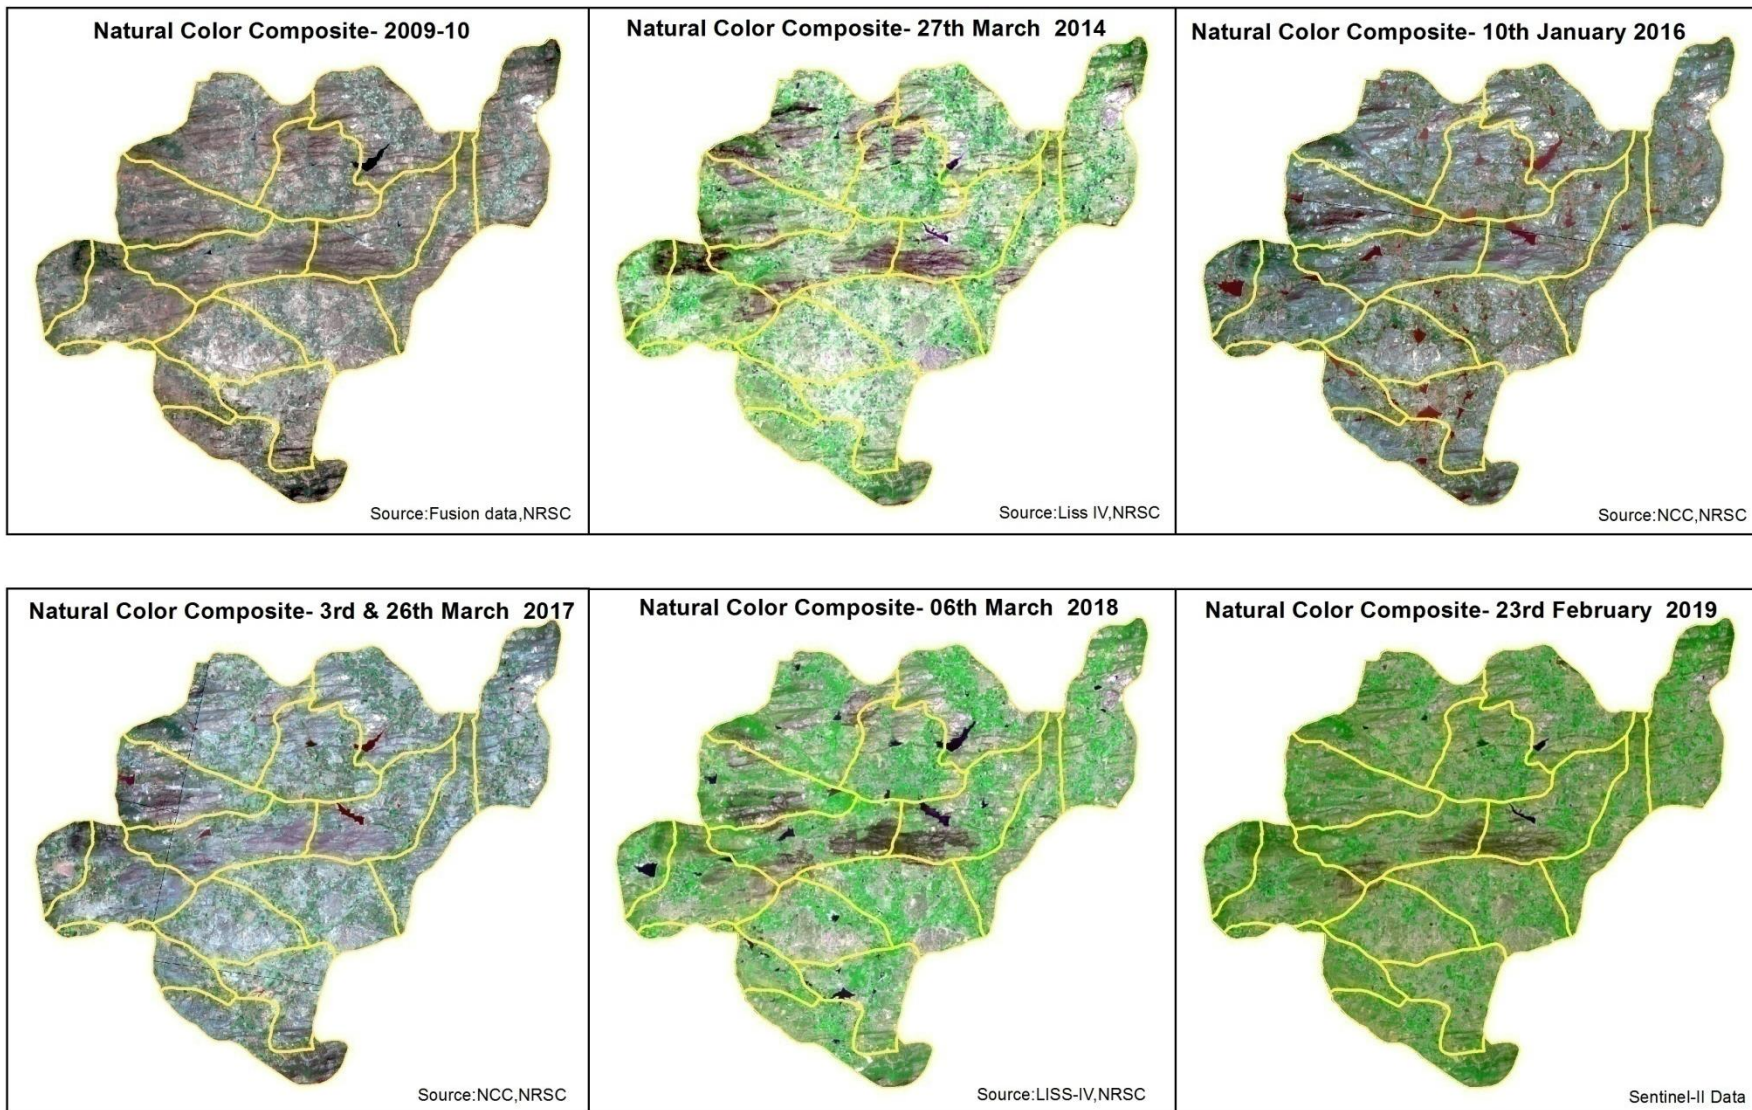 Natural Color Composite- 2009-10
Source:Fusion data,NRSC
Natural Color Composite- 27th March 2014
Source:Liss IV,NRSC
Natural Color Composite- 10th January 2016
Source:NCC,NRSC
Natural Color Composite- 3rd & 26th March 2017
Source:NCC,NRSC
Natural Color Composite- 06th March 2018
Source:LISS-IV,NRSC
Natural Color Composite- 23rd February 2019
Sentinel-II Data